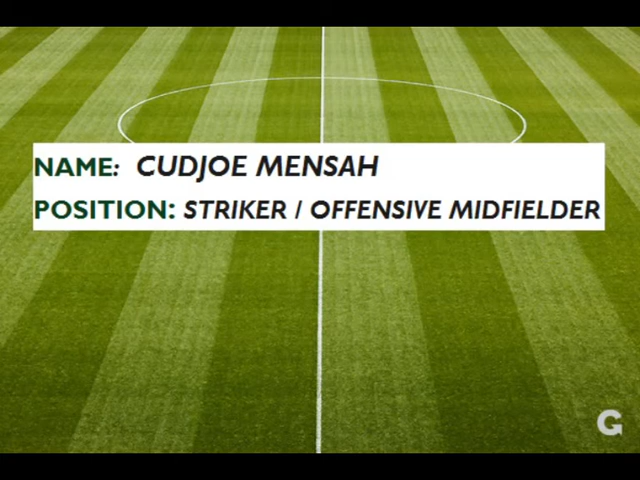 NAME: CUDJOE MENSAH
POSITION: STRIKER / OFFENSIVE MIDFIELDER
G